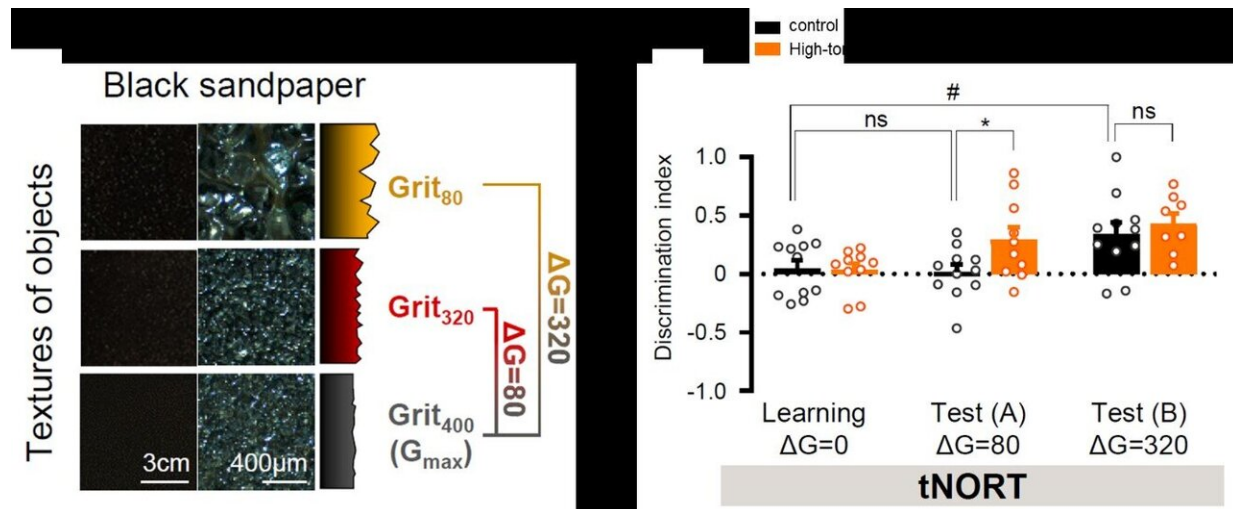 Black sandpaper
Textures of objects
Grit80
Grit320
Grit400
(Gmax)
ΔG=80
ΔG=320
3cm
400μm
control
High-
#
ns
*
ns
Discrimination index
1.0
0.5
0
-0.5
-1.0
Learning
ΔG=0
Test (A)
ΔG=80
Test (B)
ΔG=320
tNORT